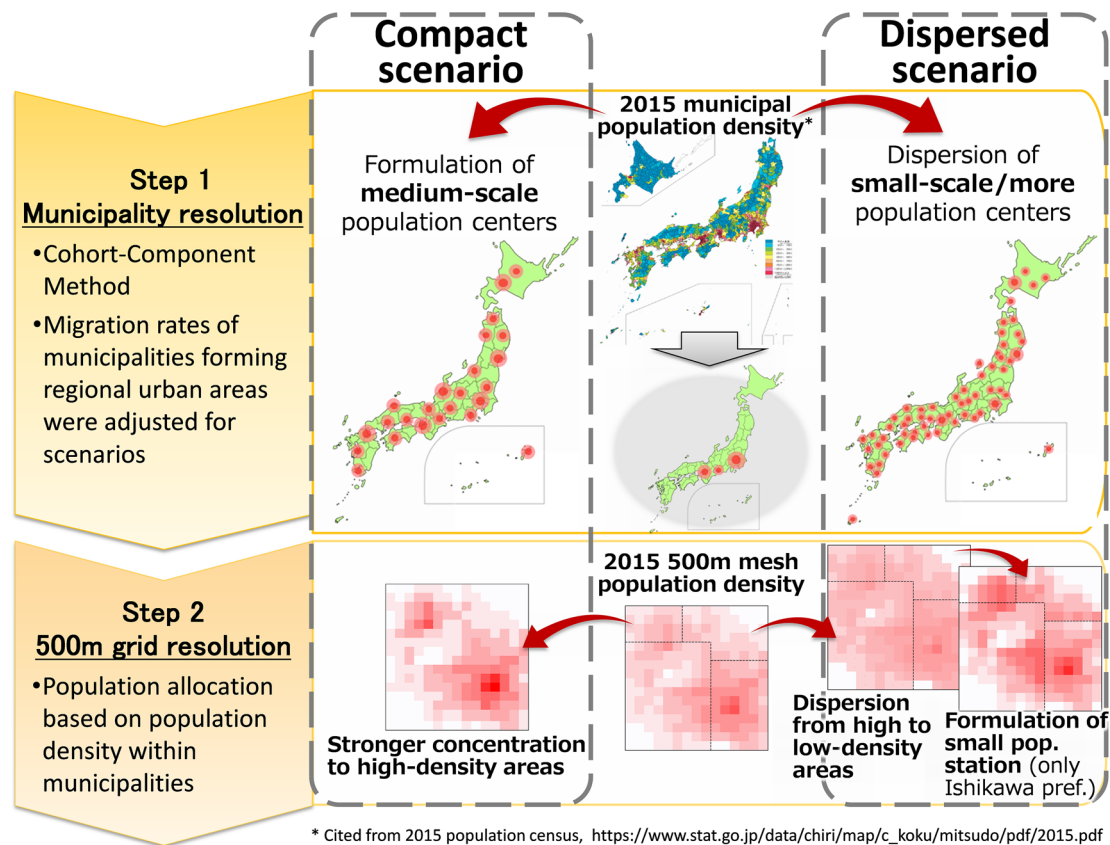 Compact
scenario
Dispersed
scenario
2015 municipal
population density*
Step 1
Municipality resolution
•Cohort-Component
Method
•Migration rates of
municipalities forming
regional urban areas
were adjusted for
scenarios
Formulation of
medium-scale
population centers
Dispersion of
small-scale/more
population centers
Step 2
500m grid resolution
•Population allocation
based on population
density within
municipalities
2015 500m mesh
population density
Stronger concentration
to high-density areas
Dispersion
from high to
low-density
areas
Formulation of
small pop.
station (only
Ishikawa pref.)
* Cited from 2015 population census, https://www.stat.go.jp/data/chiri/map/c_koku/mitsudo/pdf/2015.pdf